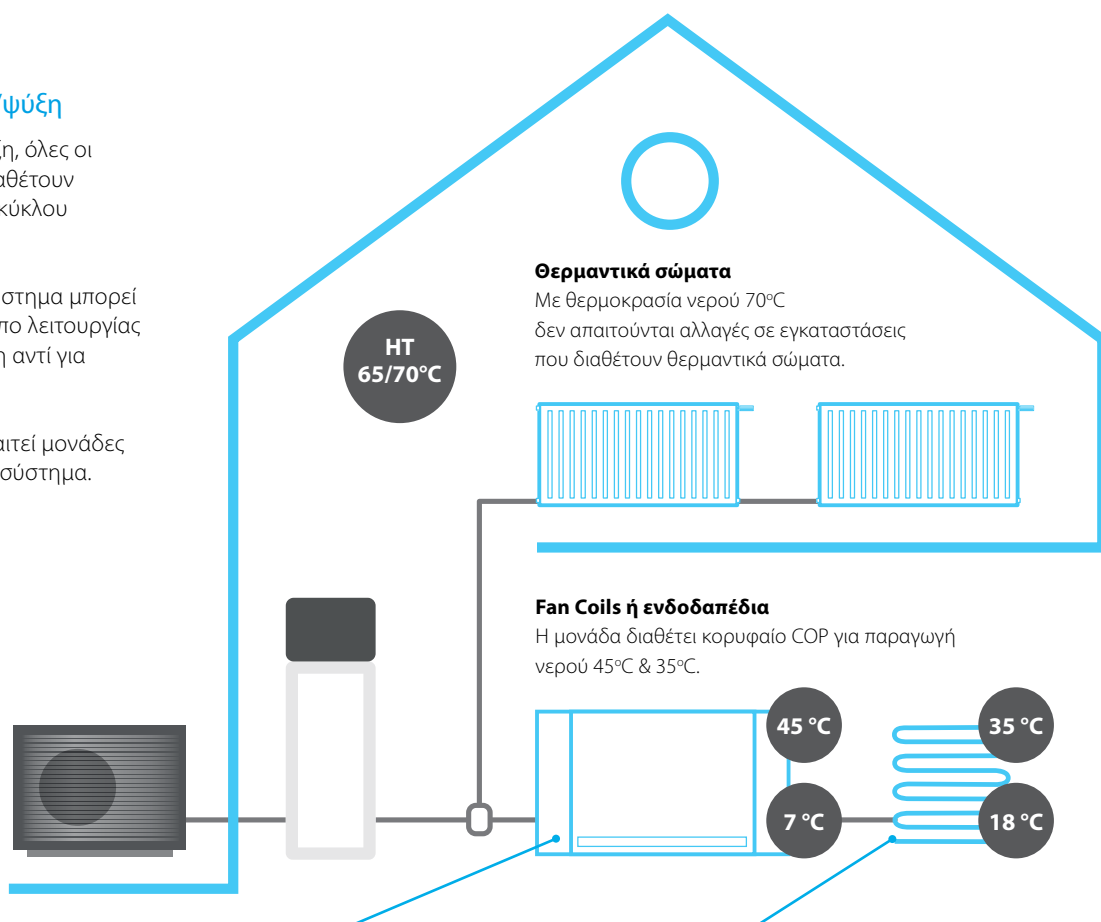 /ψύξη
ξη, όλες οι
αθέτουν
κύκλου
στημα μπορεί
πο λειτουργίας
η αντί για
αιτεί μονάδες
σύστημα.
HT
65/70°C
Θερμαντικά σώματα
Με θερμοκρασία νερού 70°C
δεν απαιτούνται αλλαγές σε εγκαταστάσεις
που διαθέτουν θερμαντικά σώματα.
Fan Coils ή ενδοδαπέδια
Η μονάδα διαθέτει κορυφαίο COP για παραγωγή
νερού 45°C & 35°C.
45 °C
35 °C
7 °C
18 °C